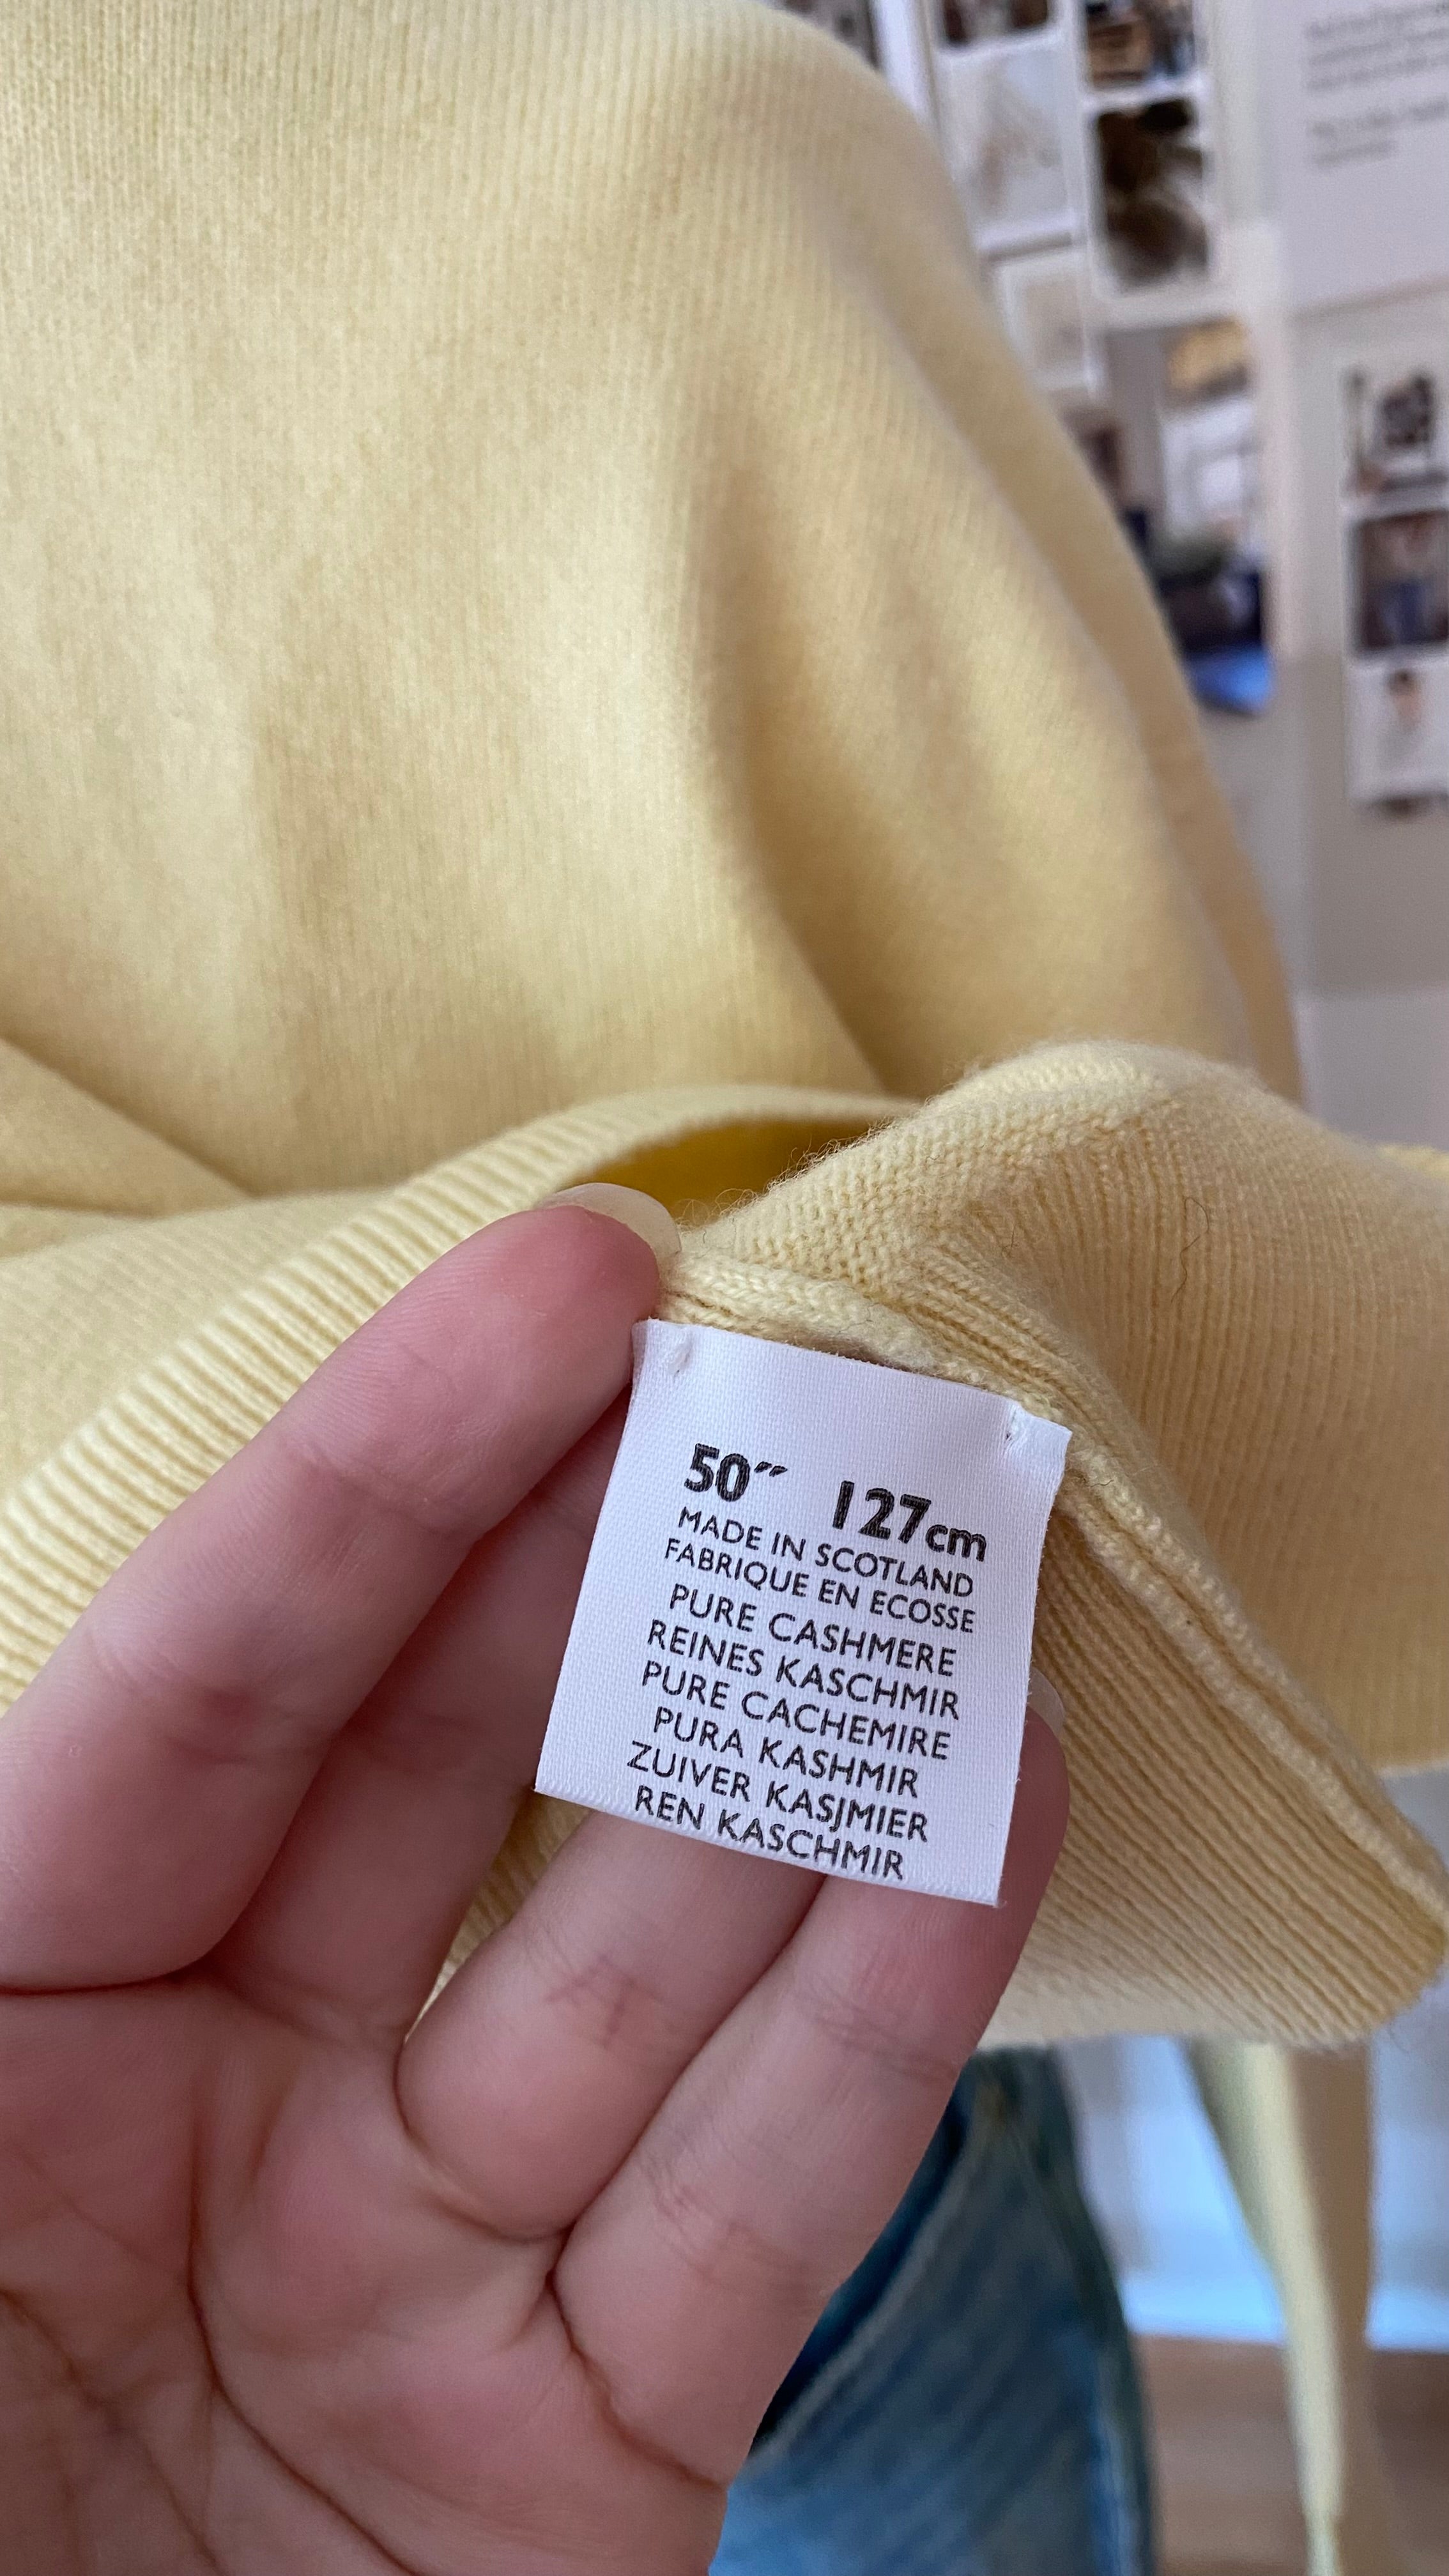 50″ 127cm
MADE IN SCOTLAND
FABRIQUE EN ECOSSE
PURE CASHMERE
REINES KASCHMIR
PURE CACHEMIRE
PURA KASHMIR
ZUIVER KASJMIER
REN KASCHMIR